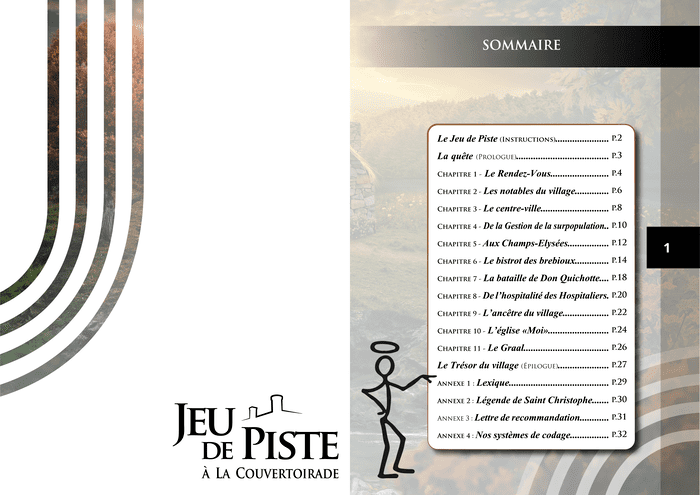 JEU
DE PISTE
À LA COUVERTOIRADE
SOMMAIRE
Le Jeu de Piste (INSTRUCTIONS)...................... P.2
La quête (PROLOGUE)...................................... P.3
CHAPITRE 1 - Le Rendez-Vous........................ P.4
CHAPITRE 2 - Les notables du village............. P.6
CHAPITRE 3 - Le centre-ville............................ P.8
CHAPITRE 4 - De la Gestion de la surpopulation.. P.10
CHAPITRE 5 - Aux Champs-Elysées................. P.12
CHAPITRE 6 - Le bistrot des brebioux.............. P.14
CHAPITRE 7 - La bataille de Don Quichotte.... P.18
CHAPITRE 8 - De l'hospitalité des Hospitaliers. P.20
CHAPITRE 9 - L'ancêtre du village................... P.22
CHAPITRE 10 - L'église «Moi»......................... P.24
CHAPITRE 11 - Le Graal................................... P.26
Le Trésor du village (ÉPILOGUE)..................... P.27
ANNEXE 1 : Lexique......................................... P.29
ANNEXE 2 : Légende de Saint Christophe....... P.30
ANNEXE 3 : Lettre de recommandation............ P.31
ANNEXE 4 : Nos systèmes de codage................ P.32
1